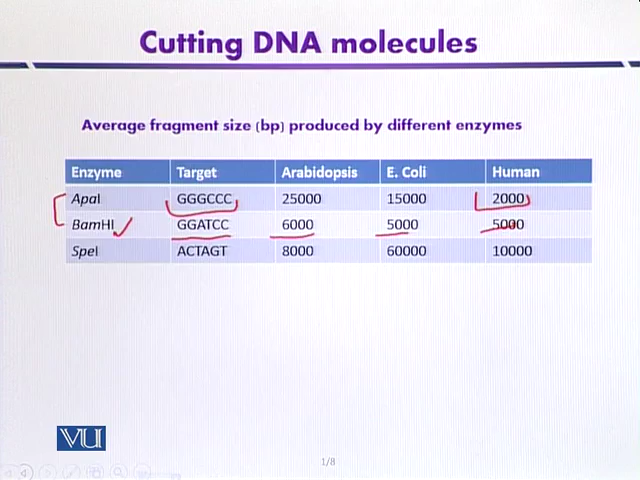 Cutting DNA molecules
Average fragment size (bp) produced by different enzymes
Enzyme Target Arabidopsis E. Coli Human
ApaI GGGCCC 25000 15000 2000
BamHI GGATCC 6000 5000 5000
SpeI ACTAGT 8000 60000 10000
VU
1/8